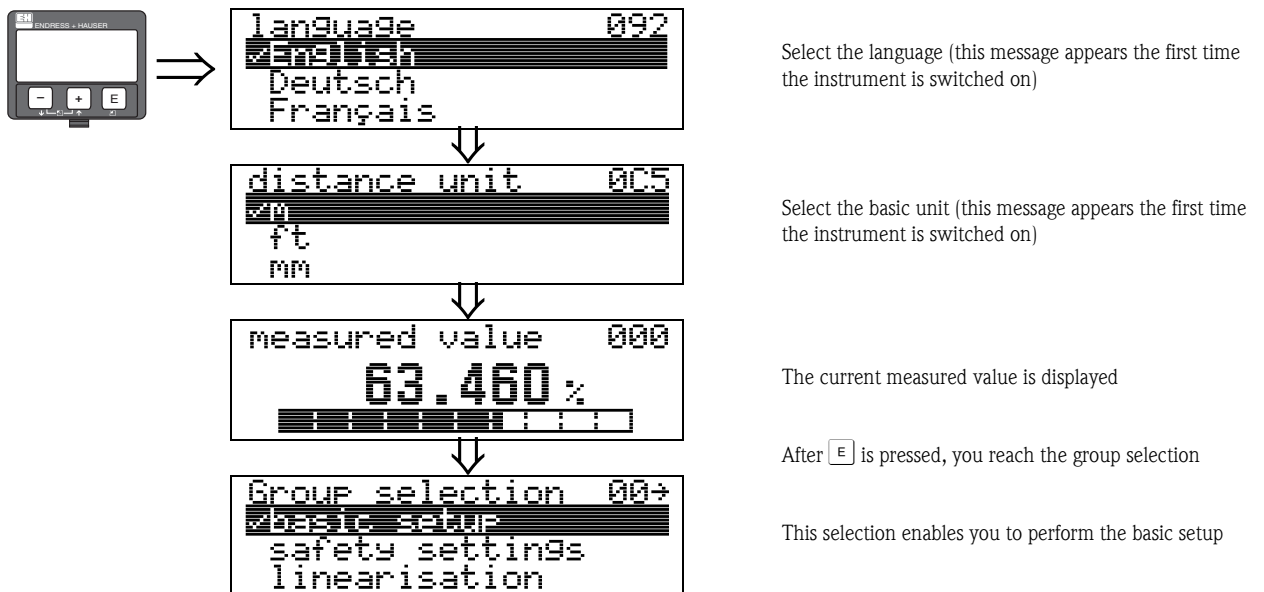 E+H
ENDRESS + HAUSER
- + E
language 092
✓English
Deutsch
Français
Select the language (this message appears the first time
the instrument is switched on)
distance unit 0C5
✓m
ft
mm
Select the basic unit (this message appears the first time
the instrument is switched on)
measured value 000
63.460 %
The current measured value is displayed
After E is pressed, you reach the group selection
Group selection 00→
✓basic setup
safety settings
linearisation
This selection enables you to perform the basic setup